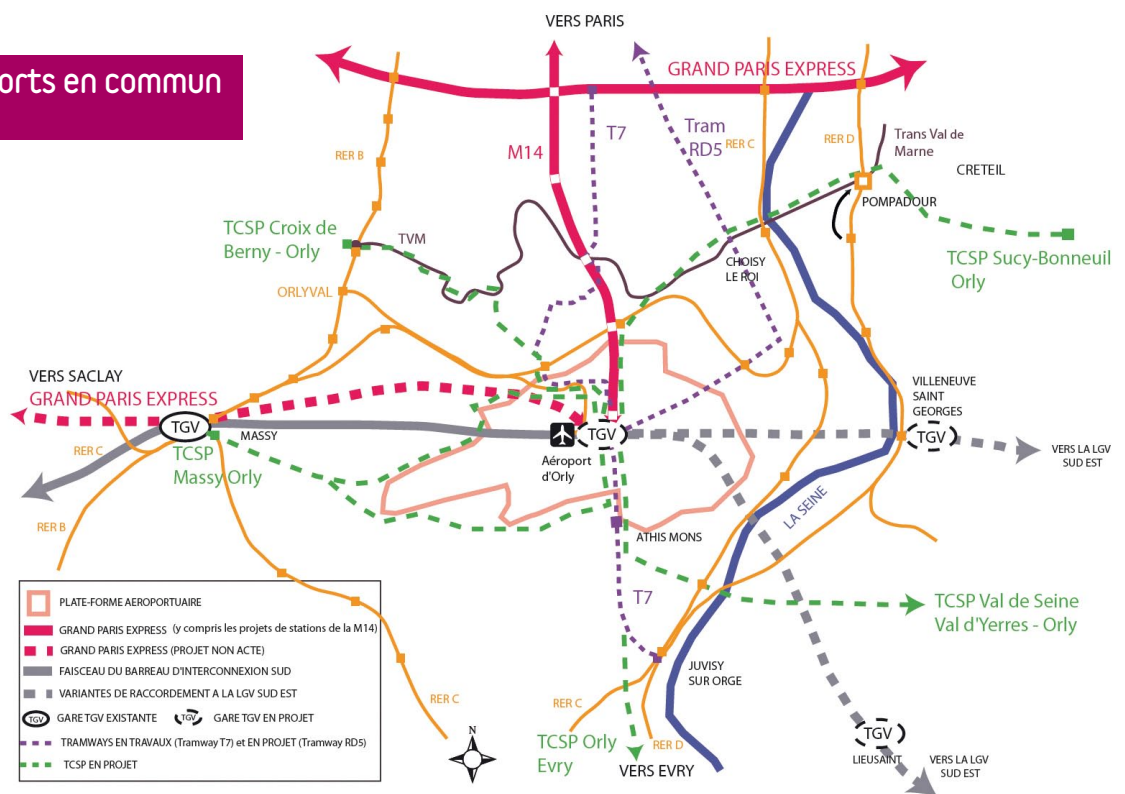 orts en commun
VERS PARIS
GRAND PARIS EXPRESS
RER B
M14
T7
Tram
RD5
RER C
RER D
Trans Val de
Marne
CRETEIL
POMPADOUR
TCSP Croix de
Berny - Orly
TVM
CHOISY
LE ROI
TCSP Sucy-Bonneuil
Orly
ORLYVAL
VERS SACLAY
GRAND PARIS EXPRESS
TGV
MASSY
RER C
TCSP
Massy Orly
RER B
Aéroport
d'Orly
TGV
VILLENEUVE
SAINT
GEORGES
TGV
VERS LA LGV
SUD EST
LA SEINE
ATHIS MONS
T7
TCSP Val de Seine
Val d'Yerres - Orly
JUVISY
SUR ORGE
RER C
RER C
RER D
TCSP Orly
Evry
VERS EVRY
TGV
LIEUSAINT
VERS LA LGV
SUD EST
N
PLATE-FORME AEROPORTUAIRE
GRAND PARIS EXPRESS (y compris les projets de stations de la M14)
GRAND PARIS EXPRESS (PROJET NON ACTE)
FAISCEAU DU BARREAU D'INTERCONNEXION SUD
VARIANTES DE RACCORDEMENT A LA LGV SUD EST
TGV GARE TGV EXISTANTE TGV GARE TGV EN PROJET
TRAMWAYS EN TRAVAUX (Tramway T7) et EN PROJET (Tramway RD5)
TCSP EN PROJET